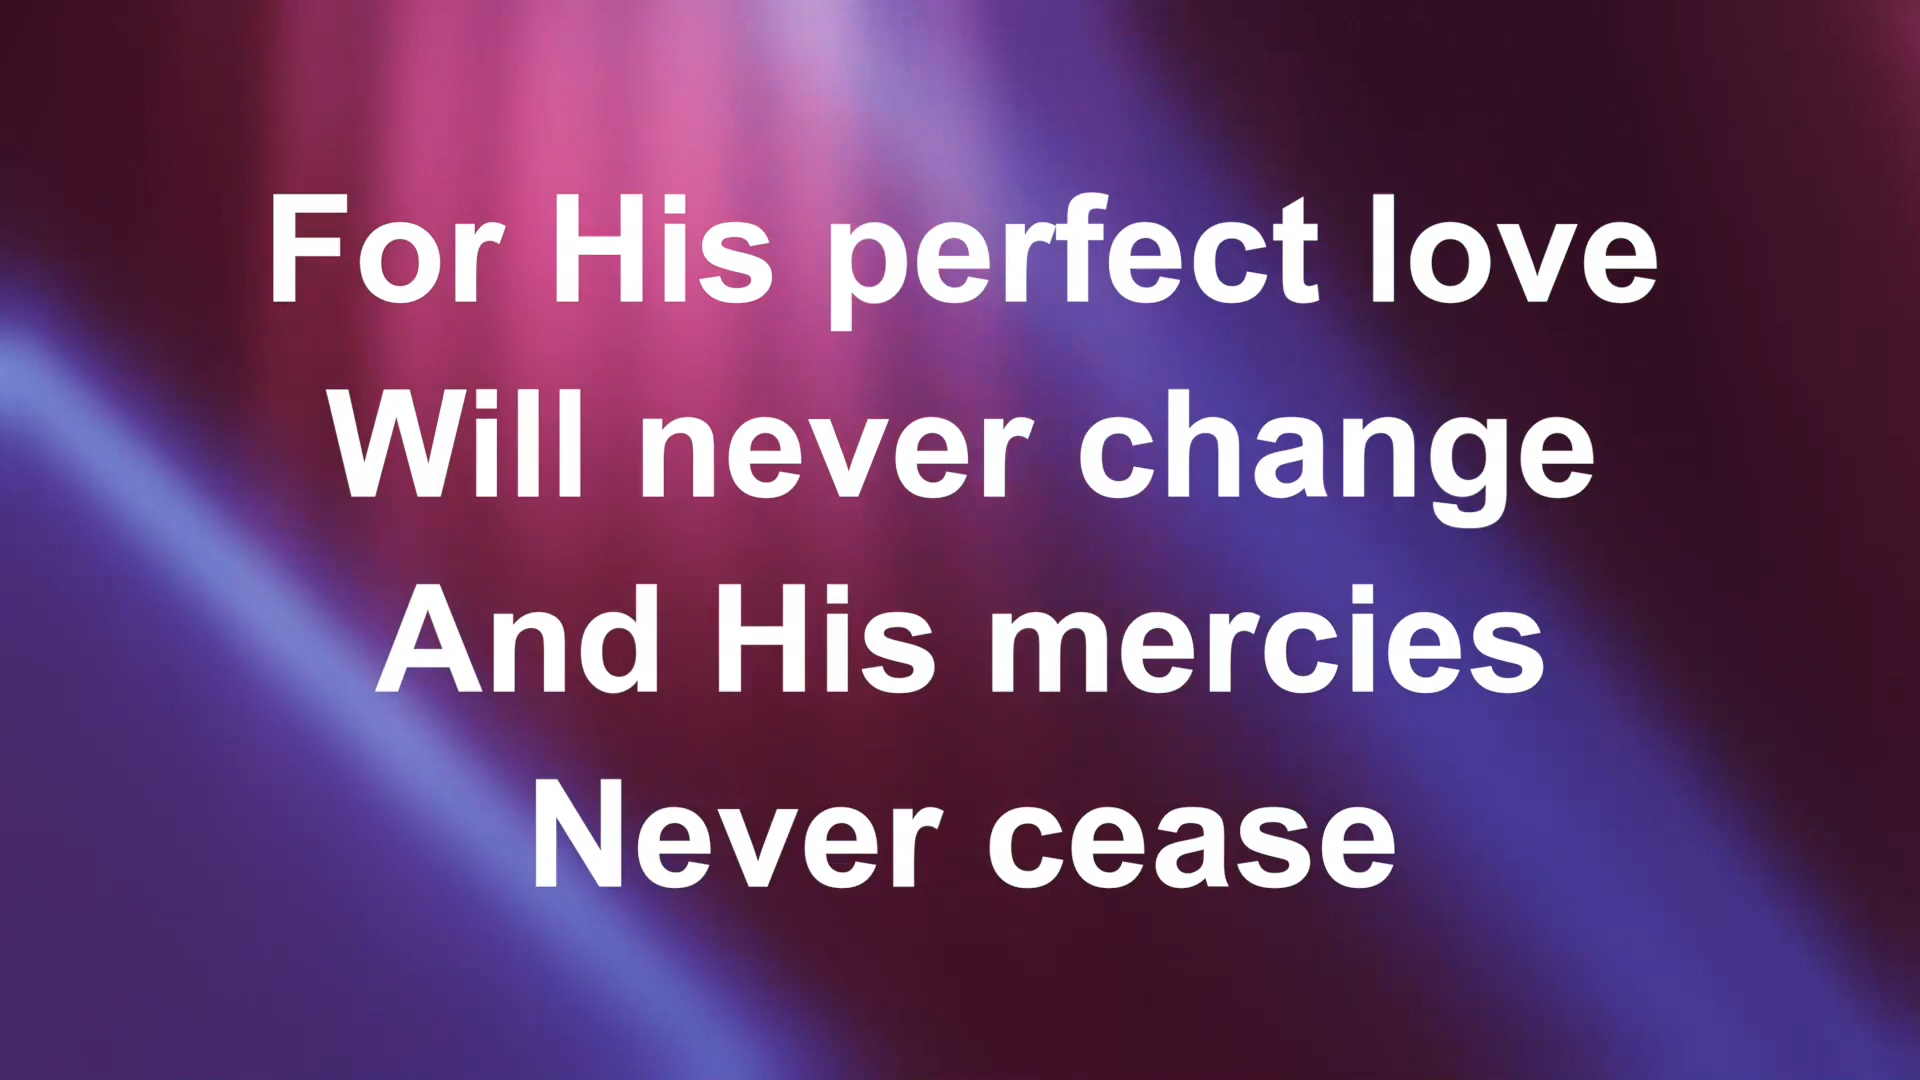 For His perfect love
Will never change
And His mercies
Never cease